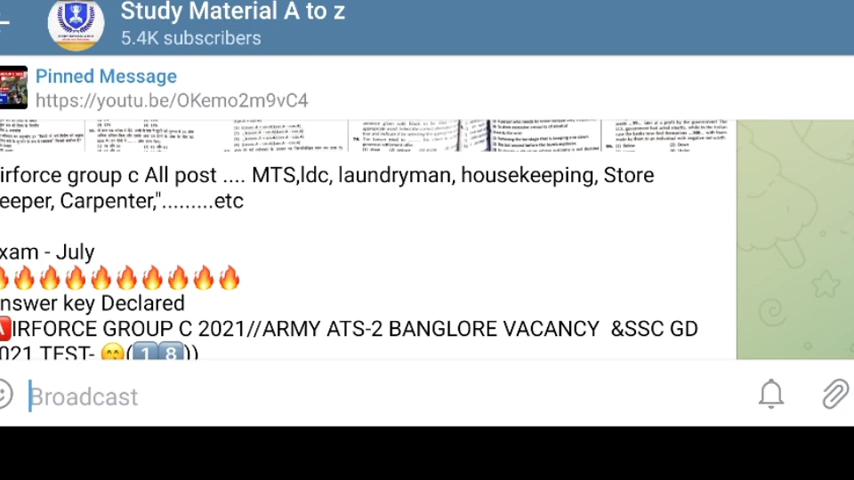 Study Material A to z
5.4K subscribers
Pinned Message
https://youtu.be/OKemo2m9vC4
irforce group c All post .... MTS,ldc, laundryman, housekeeping, Store
eeper, Carpenter,".........etc
xam - July
🔥🔥🔥🔥🔥🔥🔥🔥🔥🔥
nswer key Declared
🅰IRFORCE GROUP C 2021//ARMY ATS-2 BANGLORE VACANCY &SSC GD
021 TEST- 😁(1️⃣8️⃣))
Broadcast